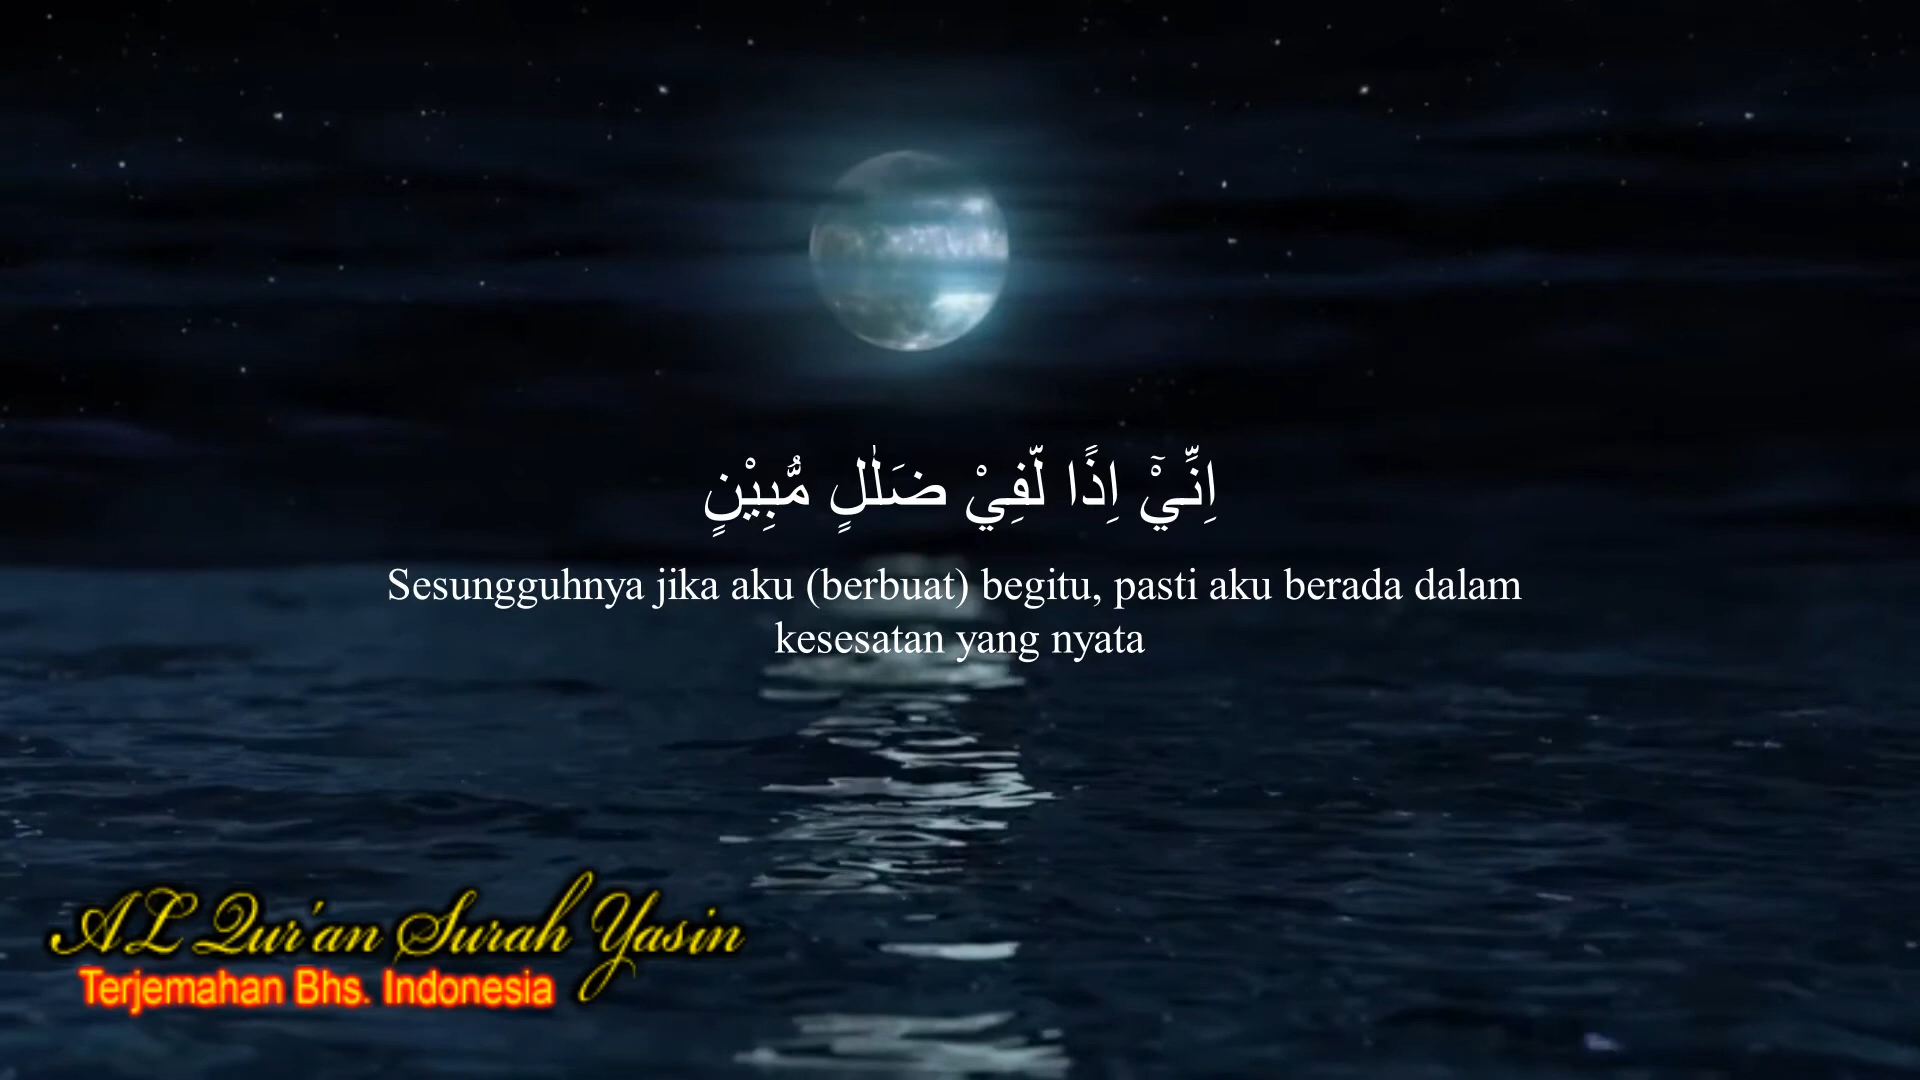 اِنِّيْٓ اِذًا لَّفِيْ ضَلٰلٍ مُّبِيْنٍ
Sesungguhnya jika aku (berbuat) begitu, pasti aku berada dalam
kesesatan yang nyata
AL Qur'an Surah Yasin
Terjemahan Bhs. Indonesia